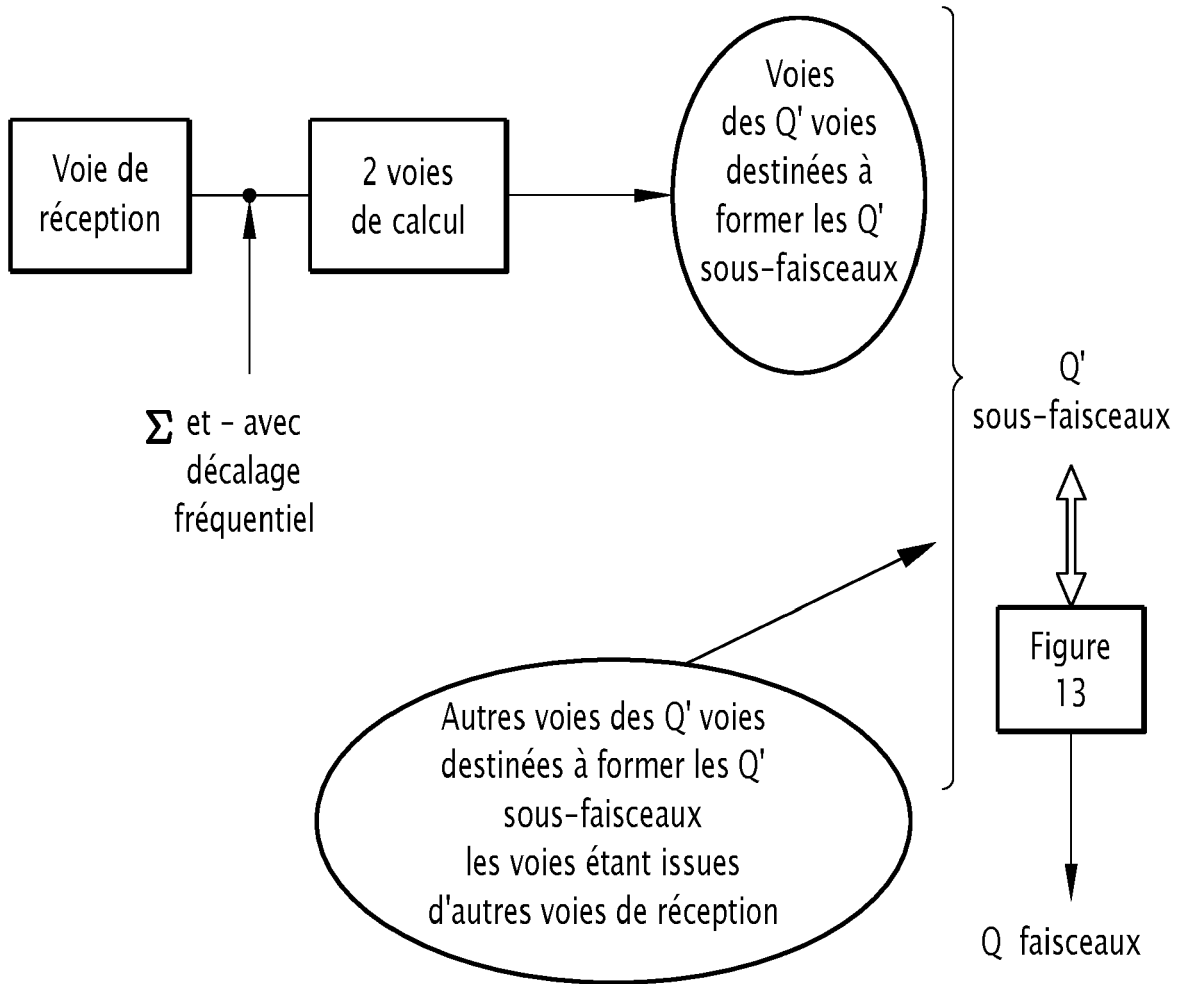 Voie de
réception
2 voies
de calcul
Voies
des Q' voies
destinées à
former les Q'
sous-faisceaux
Σ et - avec
décalage
fréquentiel
Q'
sous-faisceaux
Figure
13
Autres voies des Q' voies
destinées à former les Q'
sous-faisceaux
les voies étant issues
d'autres voies de réception
Q faisceaux